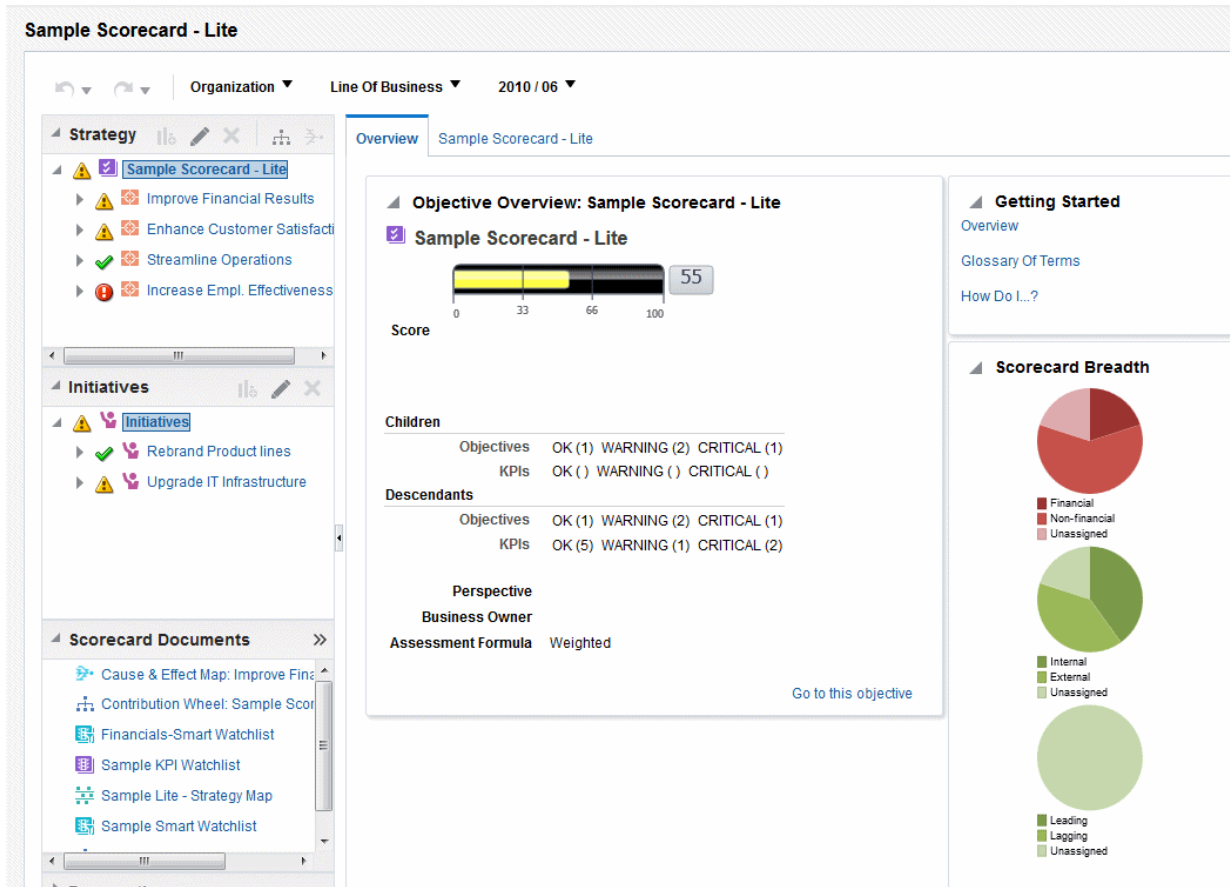 Sample Scorecard - Lite
Organization Line Of Business 2010 / 06
Strategy
Sample Scorecard - Lite
Improve Financial Results
Enhance Customer Satisfacti
Streamline Operations
Increase Empl. Effectiveness
Initiatives
Initiatives
Rebrand Product lines
Upgrade IT Infrastructure
Scorecard Documents
Cause & Effect Map: Improve Fina
Contribution Wheel: Sample Scor
Financials-Smart Watchlist
Sample KPI Watchlist
Sample Lite - Strategy Map
Sample Smart Watchlist
Overview Sample Scorecard - Lite
Objective Overview: Sample Scorecard - Lite
Sample Scorecard - Lite
55
0 33 66 100
Score
Children
Objectives OK (1) WARNING (2) CRITICAL (1)
KPIs OK ( ) WARNING ( ) CRITICAL ( )
Descendants
Objectives OK (1) WARNING (2) CRITICAL (1)
KPIs OK (5) WARNING (1) CRITICAL (2)
Perspective
Business Owner
Assessment Formula Weighted
Go to this objective
Getting Started
Overview
Glossary Of Terms
How Do I...?
Scorecard Breadth
Financial
Non-financial
Unassigned
Internal
External
Unassigned
Leading
Lagging
Unassigned